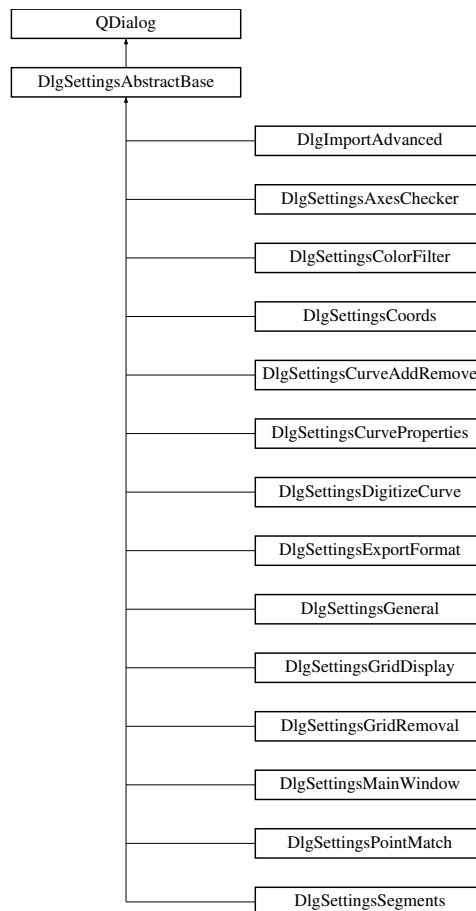 QDialog
DlgSettingsAbstractBase
DlgImportAdvanced
DlgSettingsAxesChecker
DlgSettingsColorFilter
DlgSettingsCoords
DlgSettingsCurveAddRemove
DlgSettingsCurveProperties
DlgSettingsDigitizeCurve
DlgSettingsExportFormat
DlgSettingsGeneral
DlgSettingsGridDisplay
DlgSettingsGridRemoval
DlgSettingsMainWindow
DlgSettingsPointMatch
DlgSettingsSegments